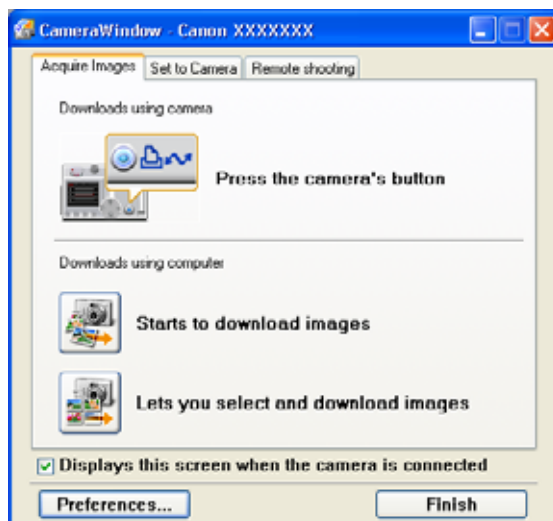 CameraWindow - Canon XXXXXXX
Acquire Images Set to Camera Remote shooting
Downloads using camera
Press the camera's button
Downloads using computer
Starts to download images
Lets you select and download images
Displays this screen when the camera is connected
Preferences... Finish